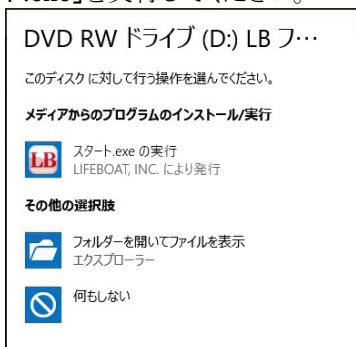 DVD RW ドライブ (D:) LB フ…
このディスク に対して行う操作を選んでください。
メディアからのプログラムのインストール/実行
LB
スタート.exe の実行
LIFEBOAT, INC. により発行
その他の選択肢
フォルダーを開いてファイルを表示
エクスプローラー
何もしない